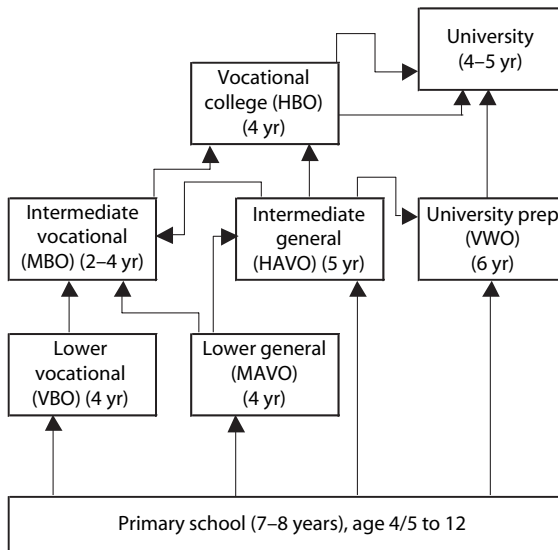 University
(4–5 yr)
Vocational
college (HBO)
(4 yr)
Intermediate
vocational
(MBO) (2–4 yr)
Intermediate
general
(HAVO) (5 yr)
University prep
(VWO)
(6 yr)
Lower
vocational
(VBO) (4 yr)
Lower general
(MAVO)
(4 yr)
Primary school (7–8 years), age 4/5 to 12